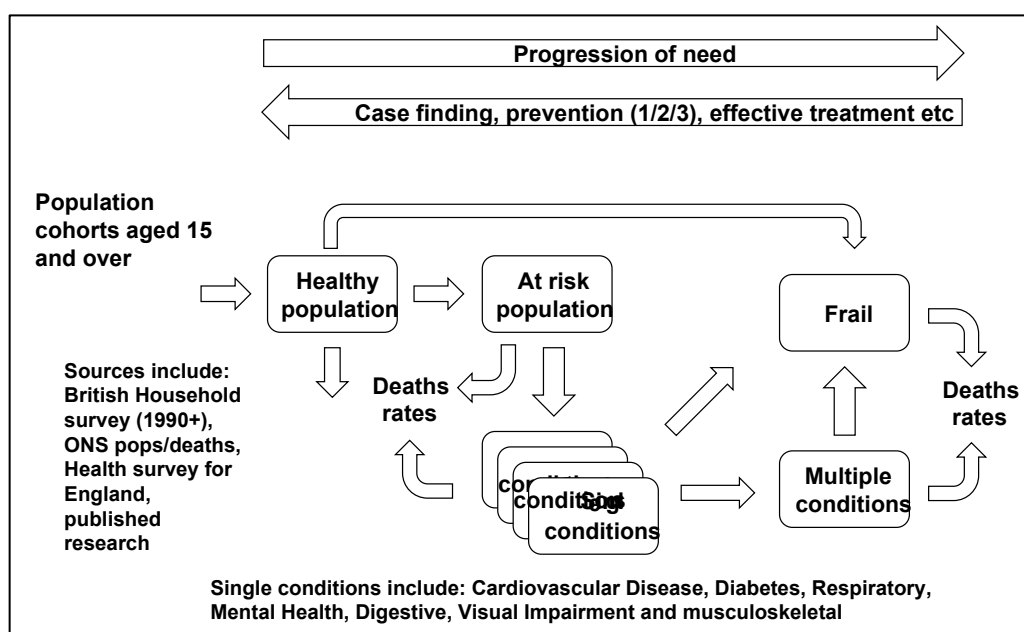 Progression of need
Case finding, prevention (1/2/3), effective treatment etc
Population
cohorts aged 15
and over
Healthy
population
At risk
population
Frail
Sources include:
British Household
survey (1990+),
ONS pops/deaths,
Health survey for
England,
published
research
Deaths
rates
Deaths
rates
conditions
conditions
Multiple
conditions
Single conditions include: Cardiovascular Disease, Diabetes, Respiratory,
Mental Health, Digestive, Visual Impairment and musculoskeletal